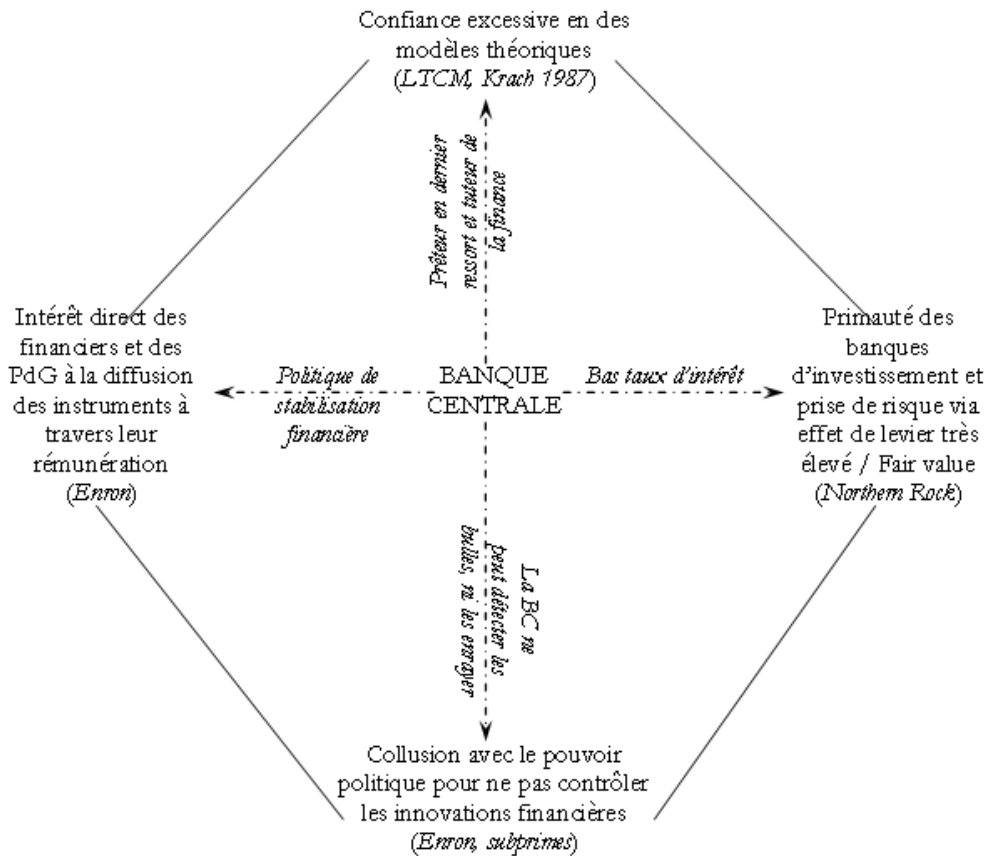 Confiance excessive en des
modèles théoriques
(LTCM, Krach 1987)
Prêteur en dernier
ressort et tuteur de
la finance
Intérêt direct des
financiers et des
PdG à la diffusion
des instruments à
travers leur
rémunération
(Enron)
Politique de
stabilisation
financière
BANQUE
CENTRALE
Bas taux d'intérêt
Primauté des
banques
d'investissement et
prise de risque via
effet de levier très
élevé / Fair value
(Northern Rock)
La BC ne
peut détecter les
bulles, ni les enrayer
Collusion avec le pouvoir
politique pour ne pas contrôler
les innovations financières
(Enron, subprimes)